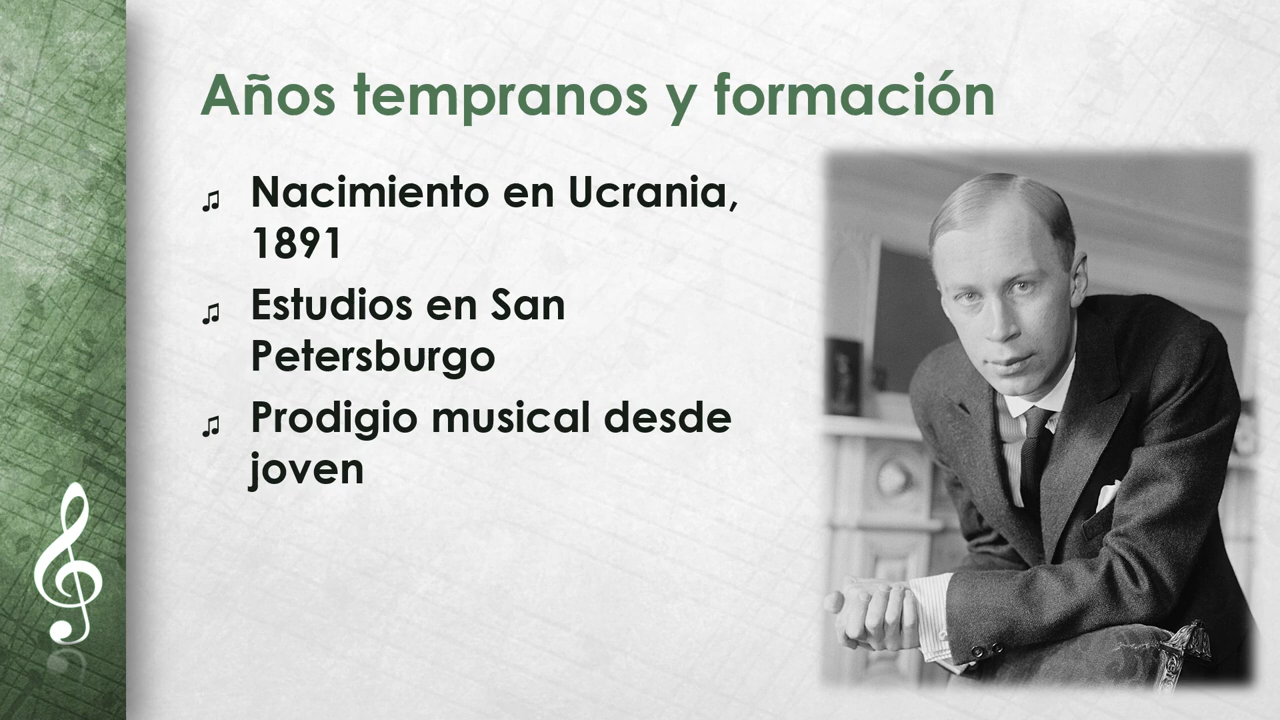 Años tempranos y formación
Nacimiento en Ucrania,
1891
Estudios en San
Petersburgo
Prodigio musical desde
joven